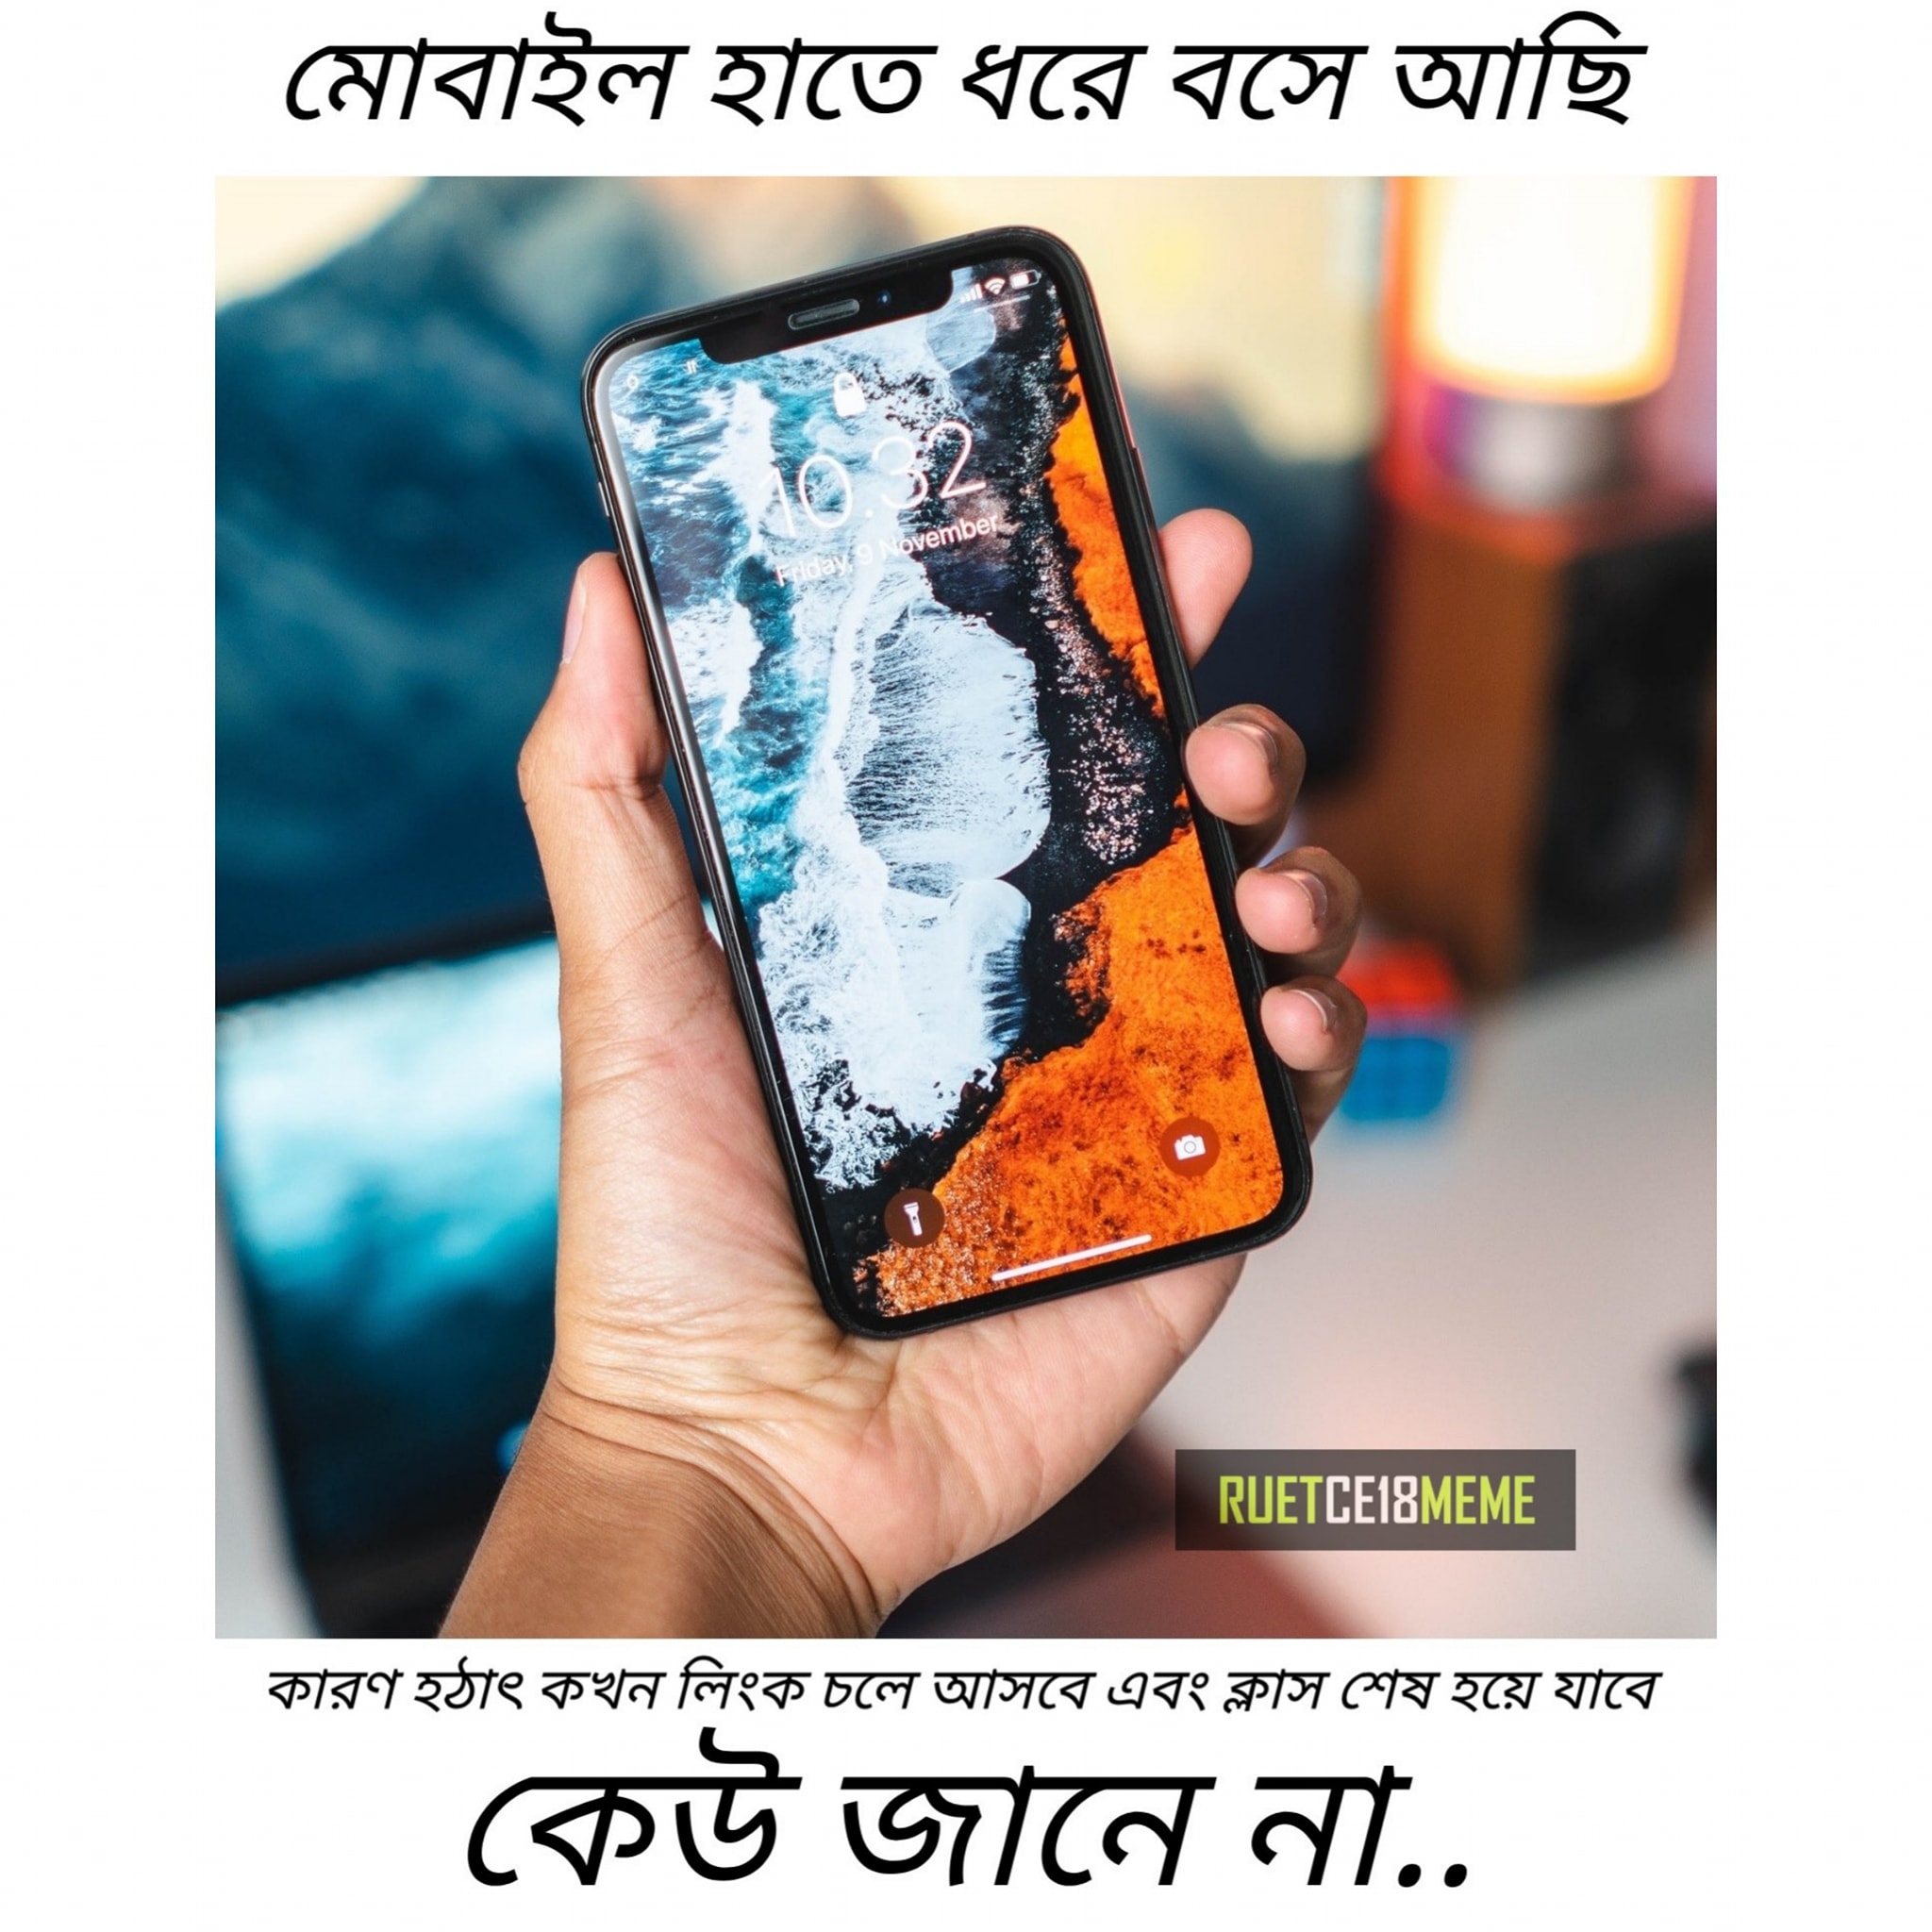 মোবাইল হাতে ধরে বসে আছি
10:32
Friday, 9 November
RUETCE18MEME
কারণ হঠাৎ কখন লিংক চলে আসবে এবং ক্লাস শেষ হয়ে যাবে
কেউ জানে না..